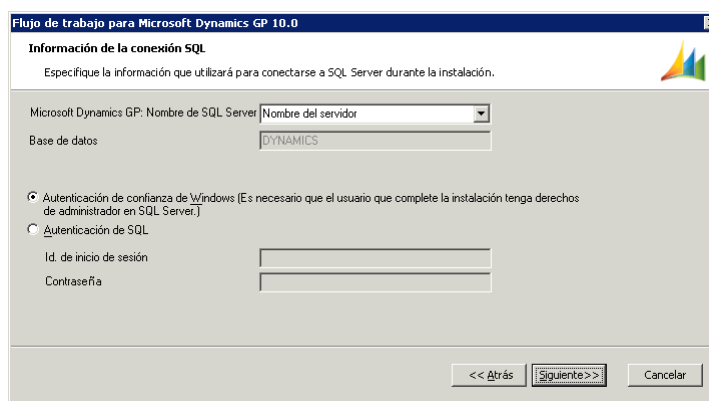 Flujo de trabajo para Microsoft Dynamics GP 10.0
Información de la conexión SQL
Especifique la información que utilizará para conectarse a SQL Server durante la instalación.
Microsoft Dynamics GP: Nombre de SQL Server Nombre del servidor
Base de datos DYNAMICS
Autenticación de confianza de Windows (Es necesario que el usuario que complete la instalación tenga derechos
de administrador en SQL Server.)
Autenticación de SQL
Id. de inicio de sesión
Contraseña
<< Atrás Siguiente>> Cancelar